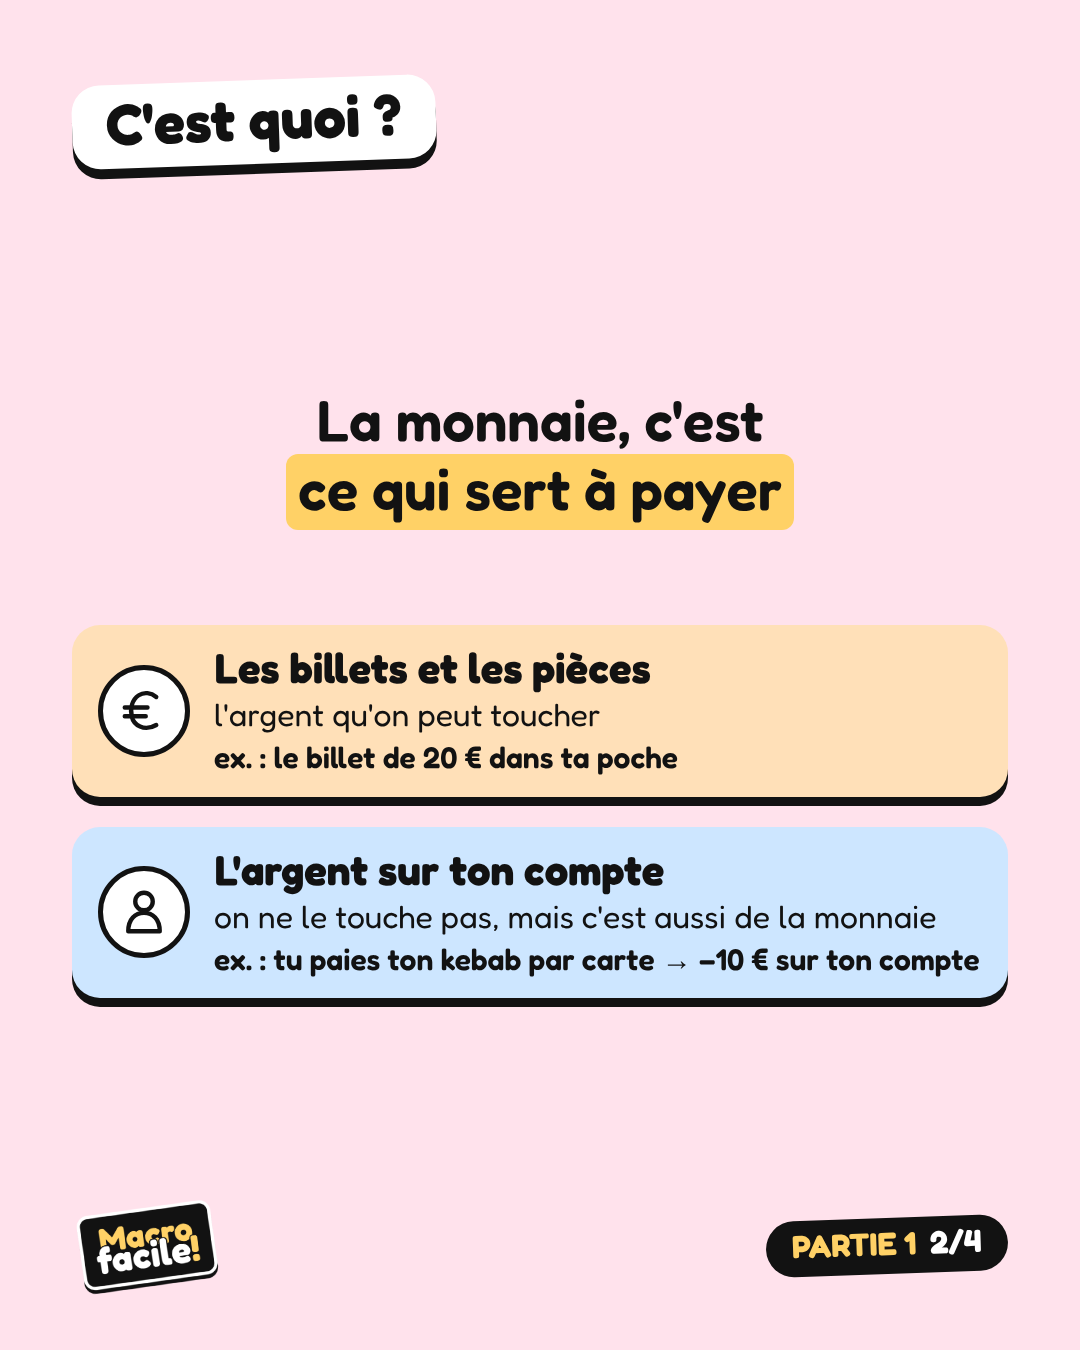 C'est quoi ?
La monnaie, c'est
ce qui sert à payer
€
Les billets et les pièces
l'argent qu'on peut toucher
ex. : le billet de 20 € dans ta poche
L'argent sur ton compte
on ne le touche pas, mais c'est aussi de la monnaie
ex. : tu paies ton kebab par carte → −10 € sur ton compte
Macro
facile!
PARTIE 1 2/4